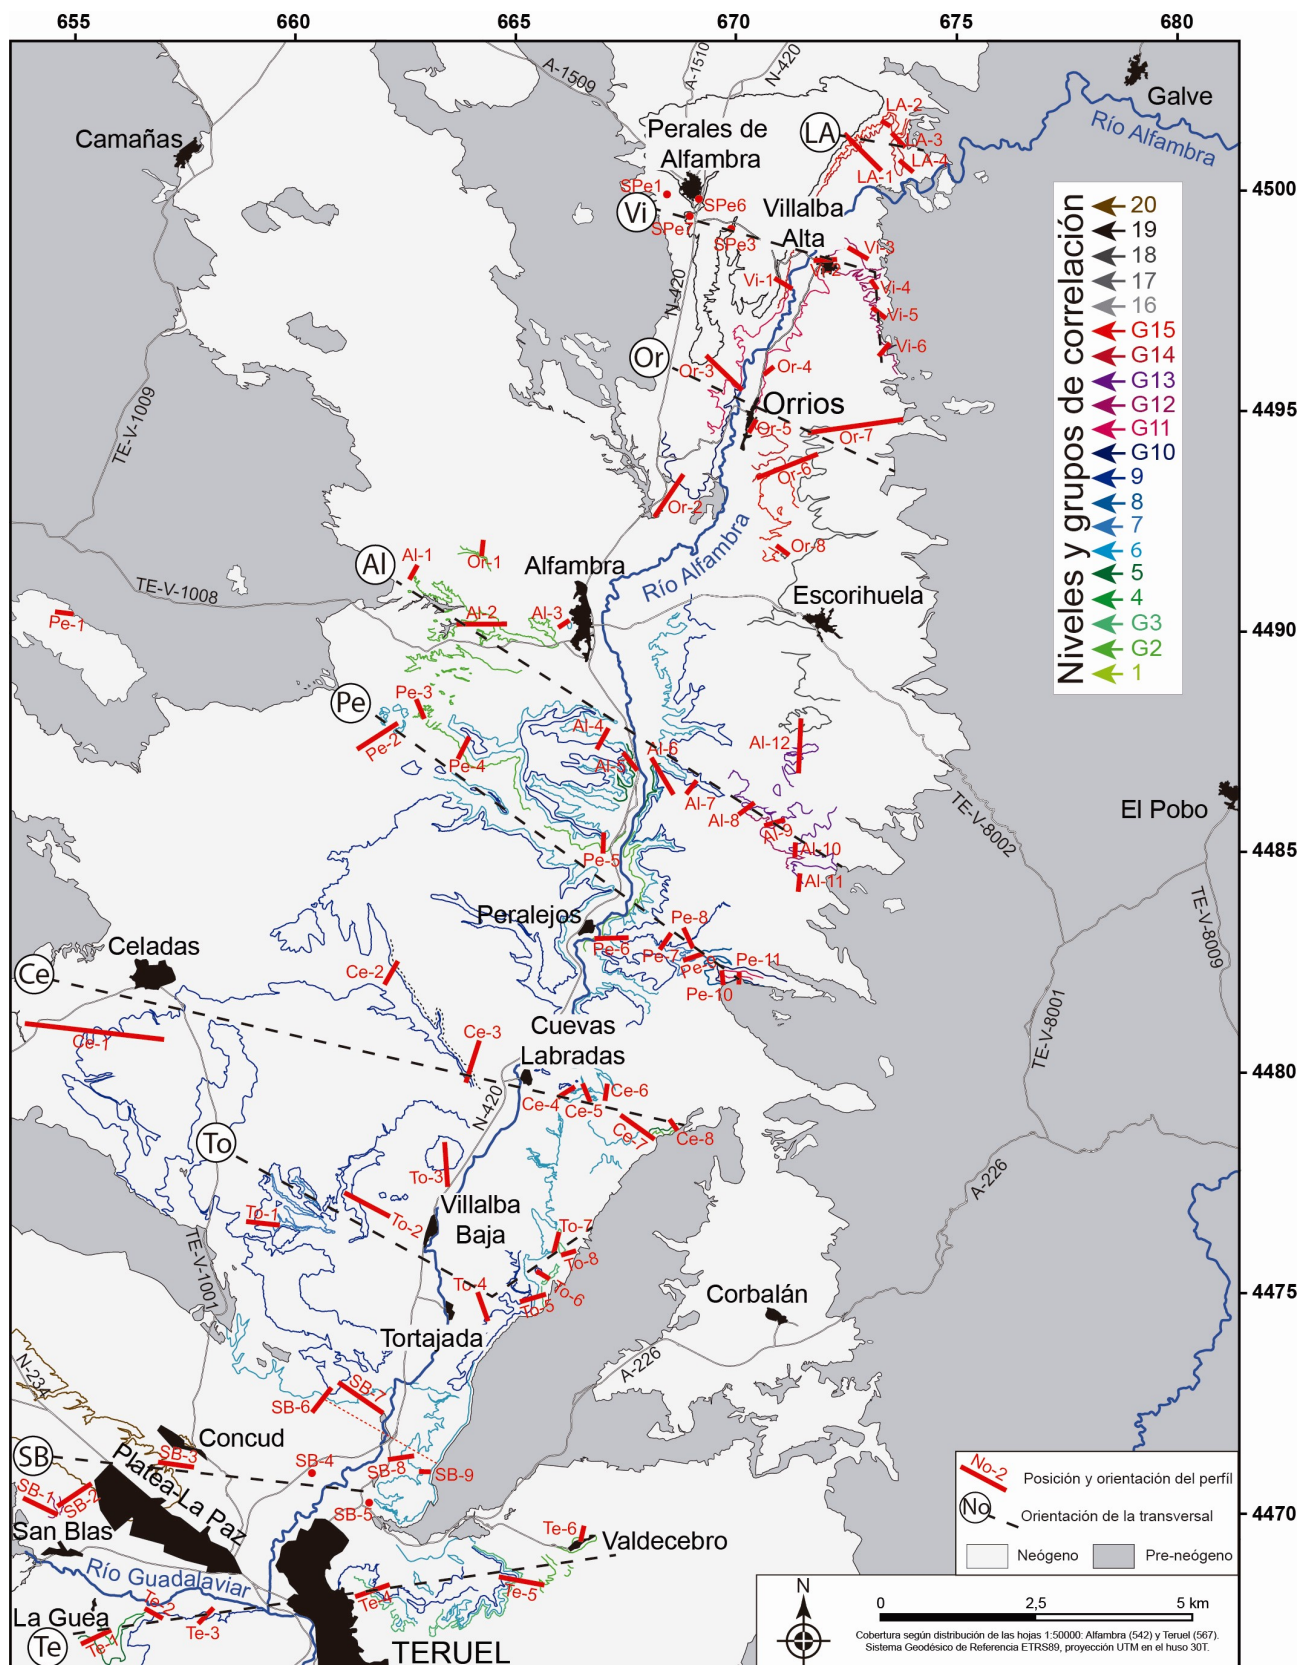 655 660 665 670 675 680
A-1509
A-1510
N-420
Galve
Río Alfambra
Camañas
Perales de
Alfambra
LA
LA-2
LA-3
LA-4
LA-1
4500
SPe1
SPe6
Vi
SPe7
SPe3
Villalba
Alta
Vi-3
Vi-1
Vi-2
Vi-4
Vi-5
Vi-6
N-420
Niveles y grupos de correlación
20
19
18
17
16
G15
G14
G13
G12
G11
G10
9
8
7
6
5
4
G3
G2
1
Or
Or-3
Or-4
Orrios
Or-5
Or-7
4495
TE-V-1009
Or-6
Or-2
Or-8
Al
Al-1
Or-1
Alfambra
Río Alfambra
TE-V-1008
Escorihuela
Pe-1
Al-2
Al-3
4490
Pe
Pe-3
Pe-2
Pe-4
Al-4
Al-6
Al-5
Al-12
Al-7
Al-8
Al-9
TE-V-8002
El Pobo
Al-10
4485
Pe-5
Al-11
TE-V-8009
Peralejos
Pe-8
Celadas
Pe-6
Pe-7
Pe-9
Pe-11
Pe-10
Ce
Ce-2
TE-V-8001
Cuevas
Labradas
Ce-1
Ce-3
4480
N-420
Ce-4
Ce-5
Ce-6
Ce-7
Ce-8
To
To-3
A-226
To-1
To-2
Villalba
Baja
To-7
To-8
TE-V-1001
To-4
To-6
To-5
Corbalán
4475
Tortajada
N-234
A-226
SB-7
SB-6
Concud
SB
SB-3
SB-4
SB-8
SB-9
Platea-La Paz
SB-1
SB-2
SB-5
4470
San Blas
Te-6
Valdecebro
Río Guadalaviar
Te-4
Te-5
La Guea
Te-2
Te-3
Te-1
Te
TERUEL
No-2
Posición y orientación del perfil
No
Orientación de la transversal
Neógeno
Pre-neógeno
N
0 2,5 5 km
Cobertura según distribución de las hojas 1:50000: Alfambra (542) y Teruel (567).
Sistema Geodésico de Referencia ETRS89, proyección UTM en el huso 30T.